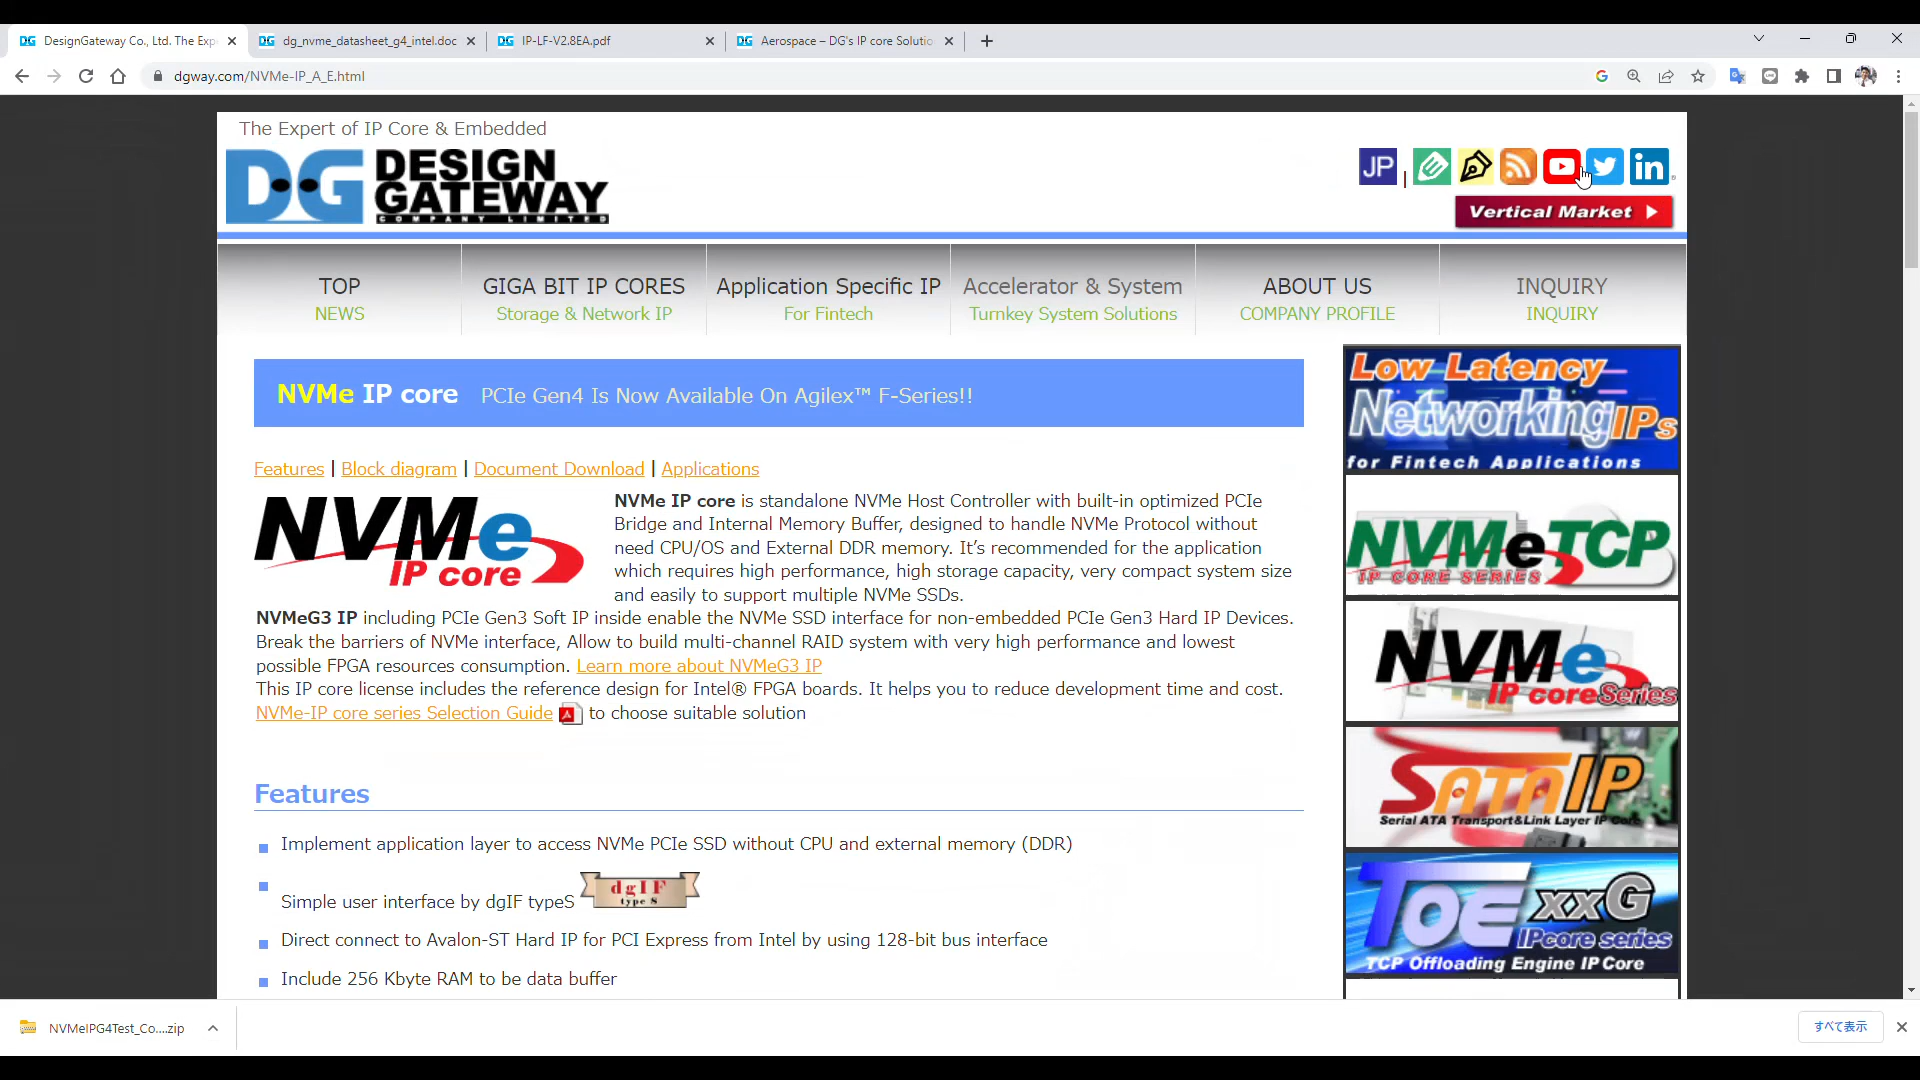 DesignGateway Co., Ltd. The Exp
dg_nvme_datasheet_g4_intel.doc
IP-LF-V2.8EA.pdf
Aerospace – DG's IP core Solutio
dgway.com/NVMe-IP_A_E.html
The Expert of IP Core & Embedded
DG DESIGN
GATEWAY
COMPANY LIMITED
JP |
Vertical Market
TOP
NEWS
GIGA BIT IP CORES
Storage & Network IP
Application Specific IP
For Fintech
Accelerator & System
Turnkey System Solutions
ABOUT US
COMPANY PROFILE
INQUIRY
INQUIRY
NVMe IP core PCIe Gen4 Is Now Available On Agilex™ F-Series!!
Features | Block diagram | Document Download | Applications
NVMe
IP core
NVMe IP core is standalone NVMe Host Controller with built-in optimized PCIe
Bridge and Internal Memory Buffer, designed to handle NVMe Protocol without
need CPU/OS and External DDR memory. It’s recommended for the application
which requires high performance, high storage capacity, very compact system size
and easily to support multiple NVMe SSDs.
NVMeG3 IP including PCIe Gen3 Soft IP inside enable the NVMe SSD interface for non-embedded PCIe Gen3 Hard IP Devices.
Break the barriers of NVMe interface, Allow to build multi-channel RAID system with very high performance and lowest
possible FPGA resources consumption. Learn more about NVMeG3 IP
This IP core license includes the reference design for Intel® FPGA boards. It helps you to reduce development time and cost.
NVMe-IP core series Selection Guide to choose suitable solution
Features
Implement application layer to access NVMe PCIe SSD without CPU and external memory (DDR)
Simple user interface by dgIF typeS
dgIF
type S
Direct connect to Avalon-ST Hard IP for PCI Express from Intel by using 128-bit bus interface
Include 256 Kbyte RAM to be data buffer
Low Latency
Networking IPs
for Fintech Applications
NVMeTCP
IP CORE SERIES
NVMe
IP core Series
SATA IP
Serial ATA Transport&Link Layer IP Core
TOE xxG
IPcore series
TCP Offloading Engine IP Core
NVMeIPG4Test_Co....zip
すべて表示